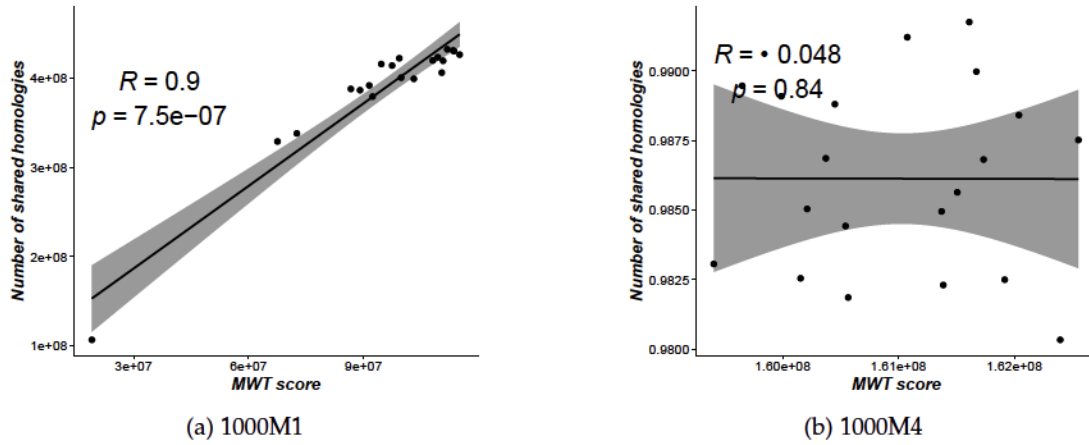 R = 0.9
p = 7.5e−07
Number of shared homologies
4e+08
3e+08
2e+08
1e+08
3e+07 6e+07 9e+07
MWT score
(a) 1000M1
R = • 0.048
p = 0.84
Number of shared homologies
0.9900
0.9875
0.9850
0.9825
0.9800
1.60e+08 1.61e+08 1.62e+08
MWT score
(b) 1000M4